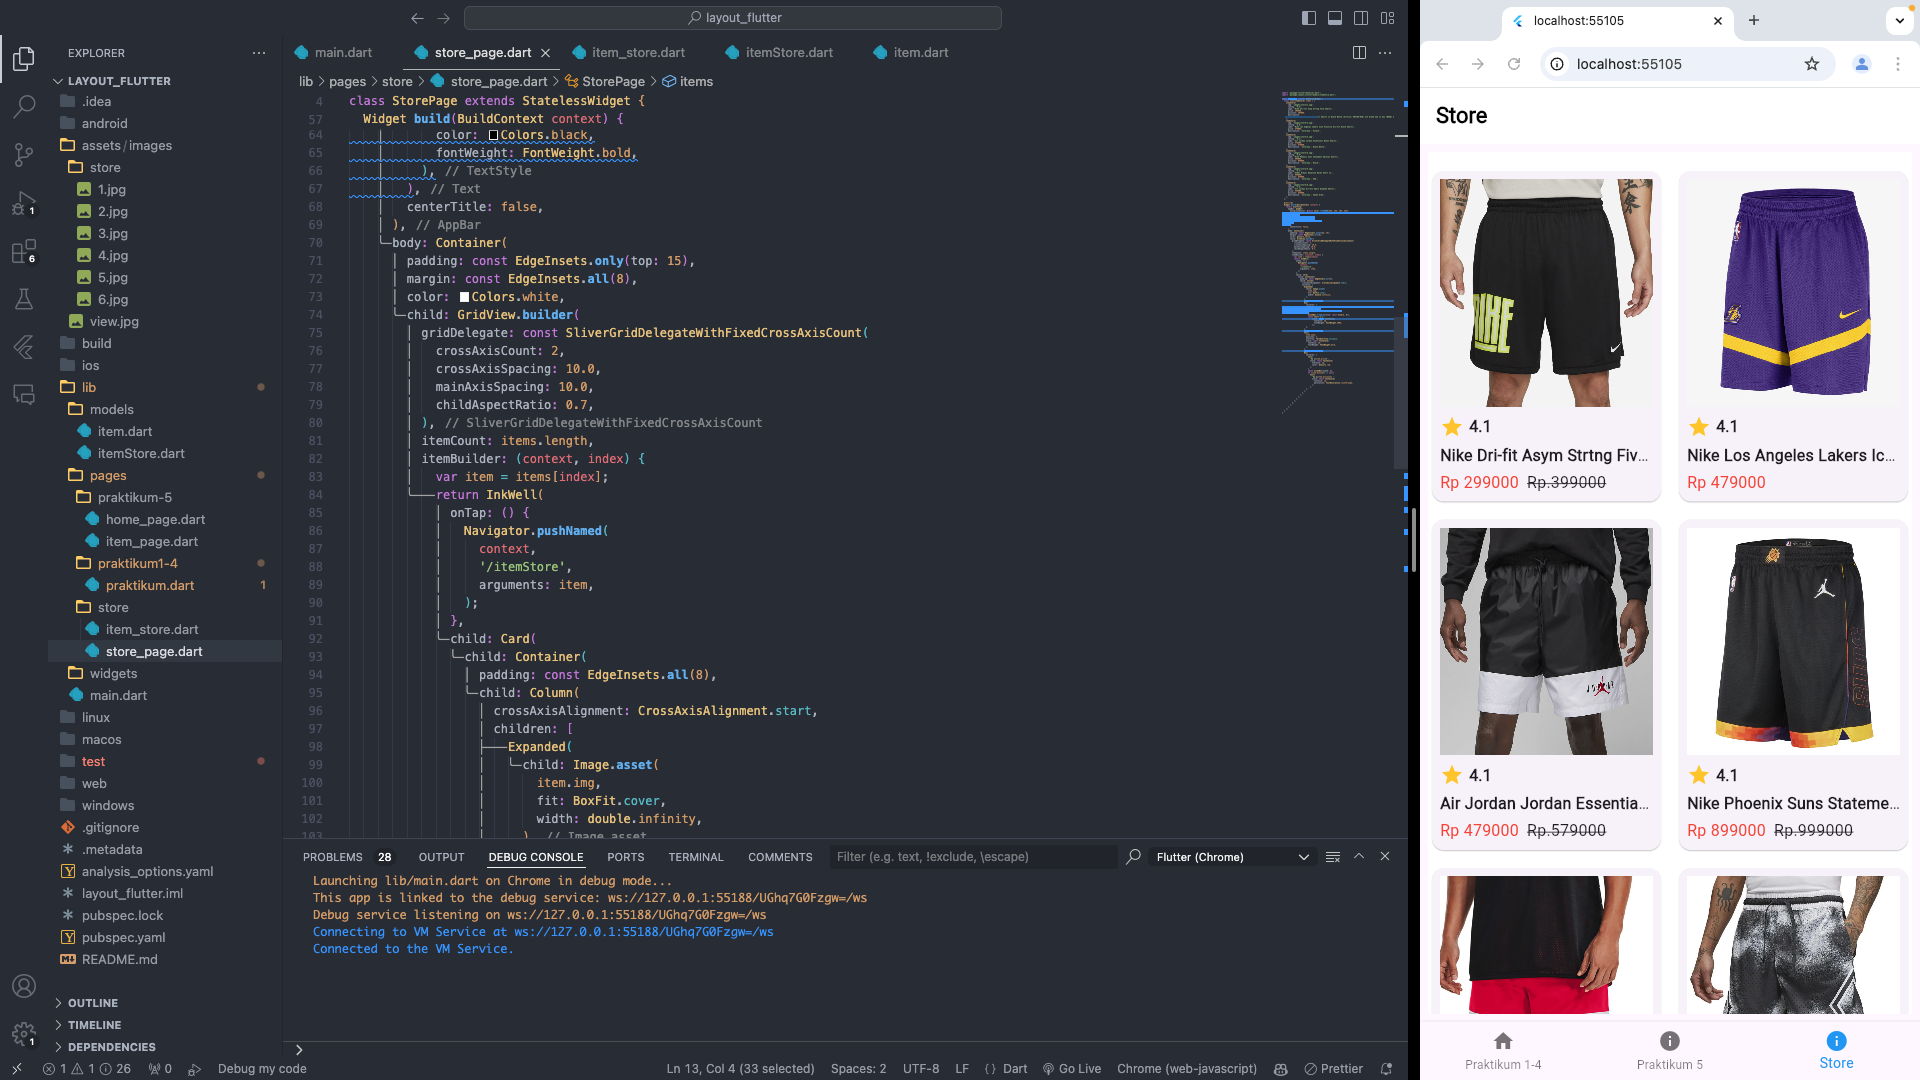 layout_flutter
EXPLORER
LAYOUT_FLUTTER
.idea
android
assets/images
store
1.jpg
2.jpg
3.jpg
4.jpg
5.jpg
6.jpg
view.jpg
build
ios
lib
models
item.dart
itemStore.dart
pages
praktikum-5
home_page.dart
item_page.dart
praktikum1-4
praktikum.dart 1
store
item_store.dart
store_page.dart
widgets
main.dart
linux
macos
test
web
windows
.gitignore
.metadata
analysis_options.yaml
layout_flutter.iml
pubspec.lock
pubspec.yaml
README.md
OUTLINE
TIMELINE
DEPENDENCIES
1
6
1
main.dart store_page.dart item_store.dart itemStore.dart item.dart
lib > pages > store > store_page.dart > StorePage > items
4 class StorePage extends StatelessWidget {
57 Widget build(BuildContext context) {
64 color: Colors.black,
65 fontWeight: FontWeight.bold,
66 ), // TextStyle
67 ), // Text
68 centerTitle: false,
69 ), // AppBar
70 body: Container(
71 padding: const EdgeInsets.only(top: 15),
72 margin: const EdgeInsets.all(8),
73 color: Colors.white,
74 child: GridView.builder(
75 gridDelegate: const SliverGridDelegateWithFixedCrossAxisCount(
76 crossAxisCount: 2,
77 crossAxisSpacing: 10.0,
78 mainAxisSpacing: 10.0,
79 childAspectRatio: 0.7,
80 ), // SliverGridDelegateWithFixedCrossAxisCount
81 itemCount: items.length,
82 itemBuilder: (context, index) {
83 var item = items[index];
84 return InkWell(
85 onTap: () {
86 Navigator.pushNamed(
87 context,
88 '/itemStore',
89 arguments: item,
90 );
91 },
92 child: Card(
93 child: Container(
94 padding: const EdgeInsets.all(8),
95 child: Column(
96 crossAxisAlignment: CrossAxisAlignment.start,
97 children: [
98 Expanded(
99 child: Image.asset(
100 item.img,
101 fit: BoxFit.cover,
102 width: double.infinity,
103 ), // Image.asset
PROBLEMS 28 OUTPUT DEBUG CONSOLE PORTS TERMINAL COMMENTS Filter (e.g. text, !exclude, \escape) Flutter (Chrome)
Launching lib/main.dart on Chrome in debug mode...
This app is linked to the debug service: ws://127.0.0.1:55188/UGhq7G0Fzgw=/ws
Debug service listening on ws://127.0.0.1:55188/UGhq7G0Fzgw=/ws
Connecting to VM Service at ws://127.0.0.1:55188/UGhq7G0Fzgw=/ws
Connected to the VM Service.
1 1 26 0 Debug my code Ln 13, Col 4 (33 selected) Spaces: 2 UTF-8 LF {} Dart Go Live Chrome (web-javascript) Prettier
localhost:55105
localhost:55105
Store
NIKE
4.1
Nike Dri-fit Asym Strtng Fiv...
Rp 299000 Rp.399000
4.1
Nike Los Angeles Lakers Ic...
Rp 479000
4.1
Air Jordan Jordan Essentia...
Rp 479000 Rp.579000
4.1
Nike Phoenix Suns Stateme...
Rp 899000 Rp.999000
Praktikum 1-4
Praktikum 5
Store